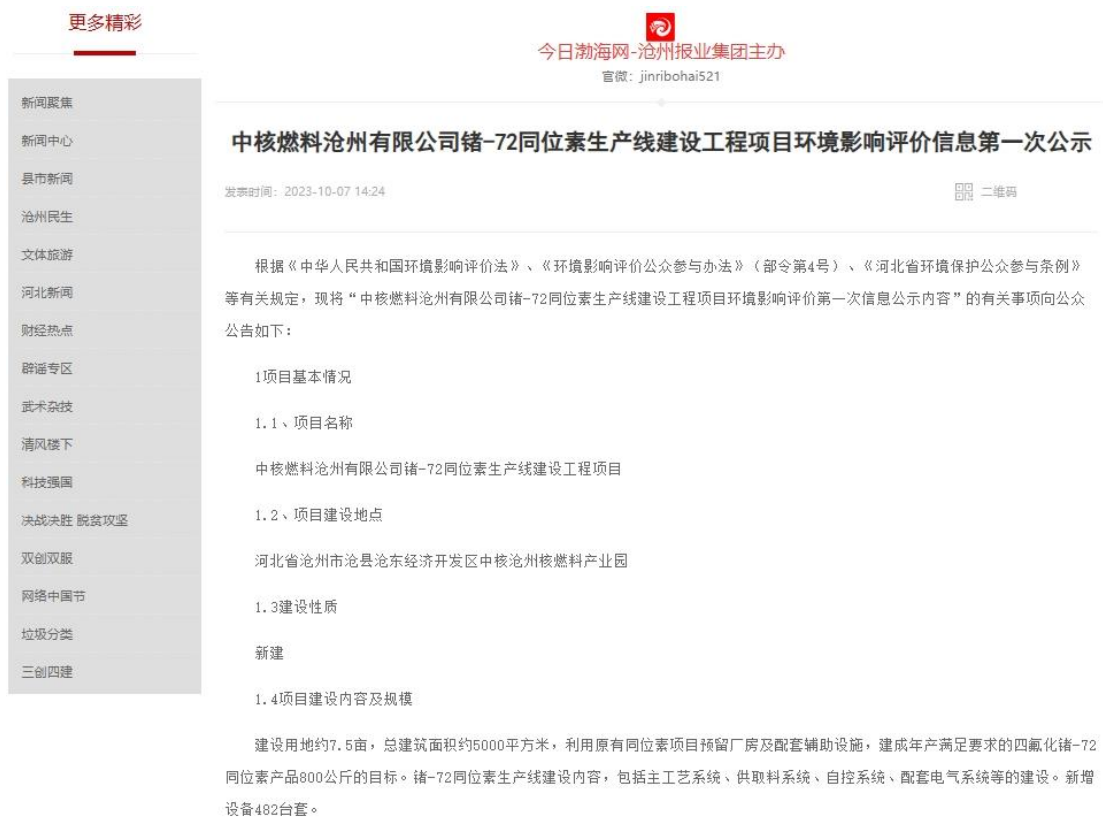 更多精彩
新闻聚焦
新闻中心
县市新闻
沧州民生
文体旅游
河北新闻
财经热点
辟谣专区
武术杂技
清风楼下
科技强国
决战决胜 脱贫攻坚
双创双服
网络中国节
垃圾分类
三创四建
今日渤海网-沧州报业集团主办
官微：jinribohai521
中核燃料沧州有限公司锗-72同位素生产线建设工程项目环境影响评价信息第一次公示
发表时间：2023-10-07 14:24
二维码
根据《中华人民共和国环境影响评价法》、《环境影响评价公众参与办法》（部令第4号）、《河北省环境保护公众参与条例》
等有关规定，现将“中核燃料沧州有限公司锗-72同位素生产线建设工程项目环境影响评价第一次信息公示内容”的有关事项向公众
公告如下：
1项目基本情况
1.1、项目名称
中核燃料沧州有限公司锗-72同位素生产线建设工程项目
1.2、项目建设地点
河北省沧州市沧县沧东经济开发区中核沧州核燃料产业园
1.3建设性质
新建
1.4项目建设内容及规模
建设用地约7.5亩，总建筑面积约5000平方米，利用原有同位素项目预留厂房及配套辅助设施，建成年产满足要求的四氟化锗-72
同位素产品800公斤的目标。锗-72同位素生产线建设内容，包括主工艺系统、供取料系统、自控系统、配套电气系统等的建设。新增
设备482台套。